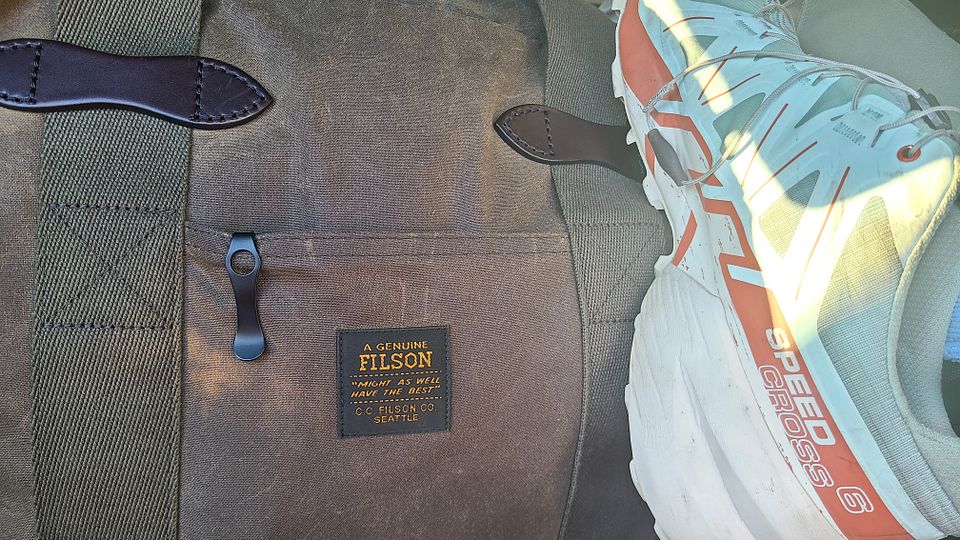 A GENUINE
FILSON
"MIGHT AS WELL
HAVE THE BEST"
C.C. FILSON CO.
SEATTLE
SPEED
CROSS 6